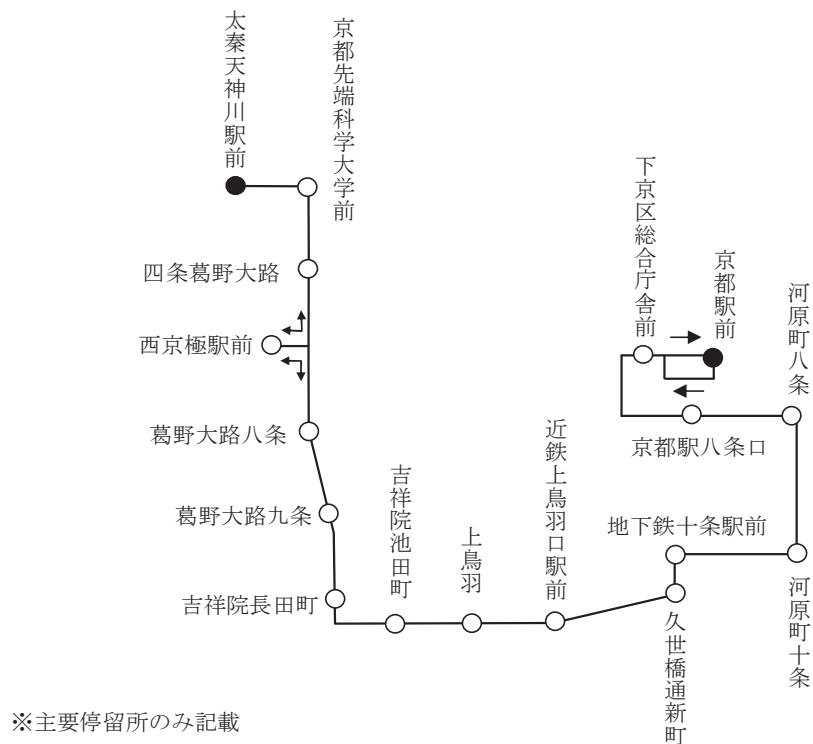 太秦天神川駅前
京都先端科学大学前
四条葛野大路
西京極駅前
葛野大路八条
葛野大路九条
吉祥院長田町
吉祥院池田町
上鳥羽
近鉄上鳥羽口駅前
久世橋通新町
地下鉄十条駅前
河原町十条
河原町八条
京都駅八条口
下京区総合庁舎前
京都駅前
※主要停留所のみ記載